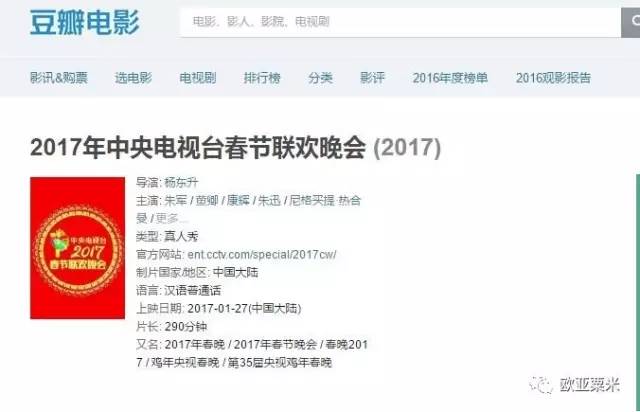 豆瓣电影
电影、影人、影院、电视剧
影讯&购票 选电影 电视剧 排行榜 分类 影评 2016年度榜单 2016观影报告
2017年中央电视台春节联欢晚会 (2017)
中央电视台
2017
春节联欢晚会
导演: 杨东升
主演: 朱军 / 董卿 / 康辉 / 朱迅 / 尼格买提·热合
曼 / 更多...
类型: 真人秀
官方网站: ent.cctv.com/special/2017cw/
制片国家/地区: 中国大陆
语言: 汉语普通话
上映日期: 2017-01-27(中国大陆)
片长: 290分钟
又名: 2017年春晚 / 2017年春节晚会 / 春晚201
7 / 鸡年央视春晚 / 第35届央视鸡年春晚
欧亚粟米